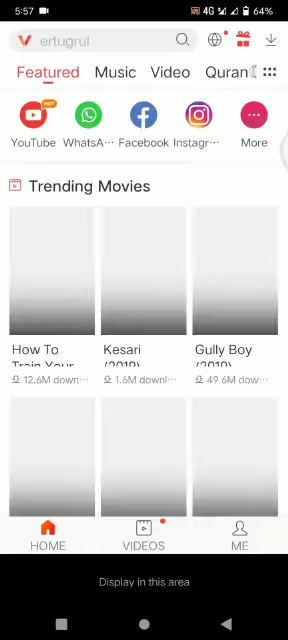 5:57 4G 64%
ertugrul
Featured Music Video Quran
HOT
YouTube WhatsA··· Facebook Instagr··· More
Trending Movies
How To Kesari Gully Boy
Train Your (2019) (2019)
12.6M down··· 1.6M downl··· 49.6M dow···
HOME VIDEOS ME
Display in this area